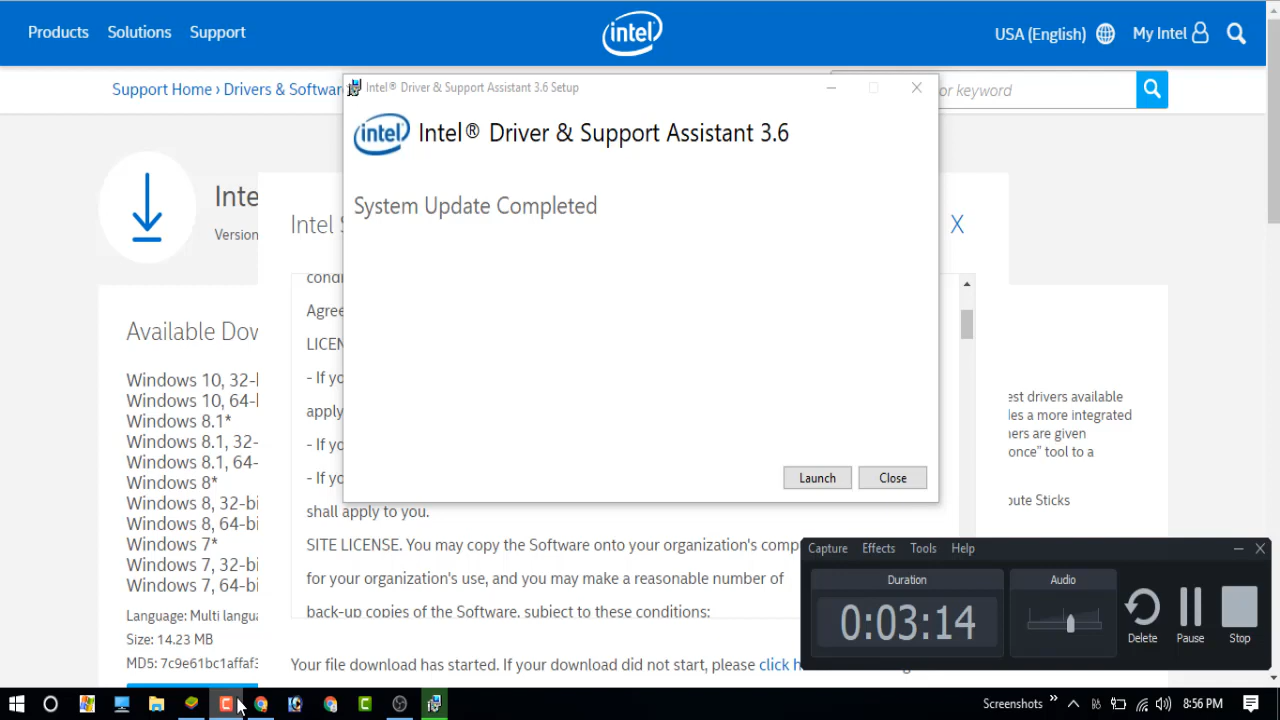 Products Solutions Support
intel
USA (English) My Intel
Support Home › Drives & Softwar
or keyword
Intel® Driver & Support Assistant 3.6 Setup
intel Intel® Driver & Support Assistant 3.6
System Update Completed
Launch Close
Inte
Version
Available Dow
Windows 10, 32-b
Windows 10, 64-b
Windows 8.1*
Windows 8.1, 32-
Windows 8.1, 64-
Windows 8*
Windows 8, 32-bi
Windows 8, 64-bi
Windows 7*
Windows 7, 32-bi
Windows 7, 64-bi
Language: Multi langua
Size: 14.23 MB
MD5: 7c9e61bc1affaf3
Intel S
X
condi
Agree
LICEN
- If yo
apply
- If yo
- If yo
shall apply to you.
SITE LICENSE. You may copy the Software onto your organization's comp
for your organization's use, and you may make a reasonable number of
back-up copies of the Software, subject to these conditions:
Your file download has started. If your download did not start, please click h
est drivers available
les a more integrated
ners are given
once" tool to a
pute Sticks
Capture Effects Tools Help
Duration
0:03:14
Audio
Delete Pause Stop
Screenshots
8:56 PM